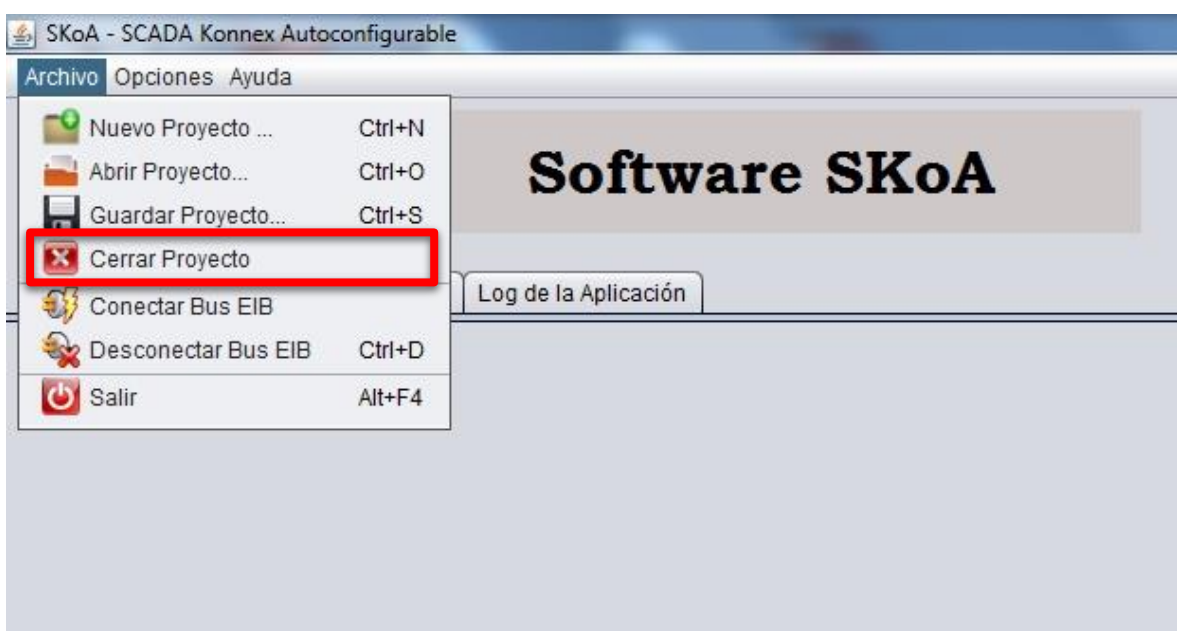 SKoA - SCADA Konnex Autoconfigurable
Archivo Opciones Ayuda
Nuevo Proyecto ... Ctrl+N
Abrir Proyecto... Ctrl+O
Guardar Proyecto... Ctrl+S
Cerrar Proyecto
Conectar Bus EIB
Desconectar Bus EIB Ctrl+D
Salir Alt+F4
Software SKoA
Log de la Aplicación